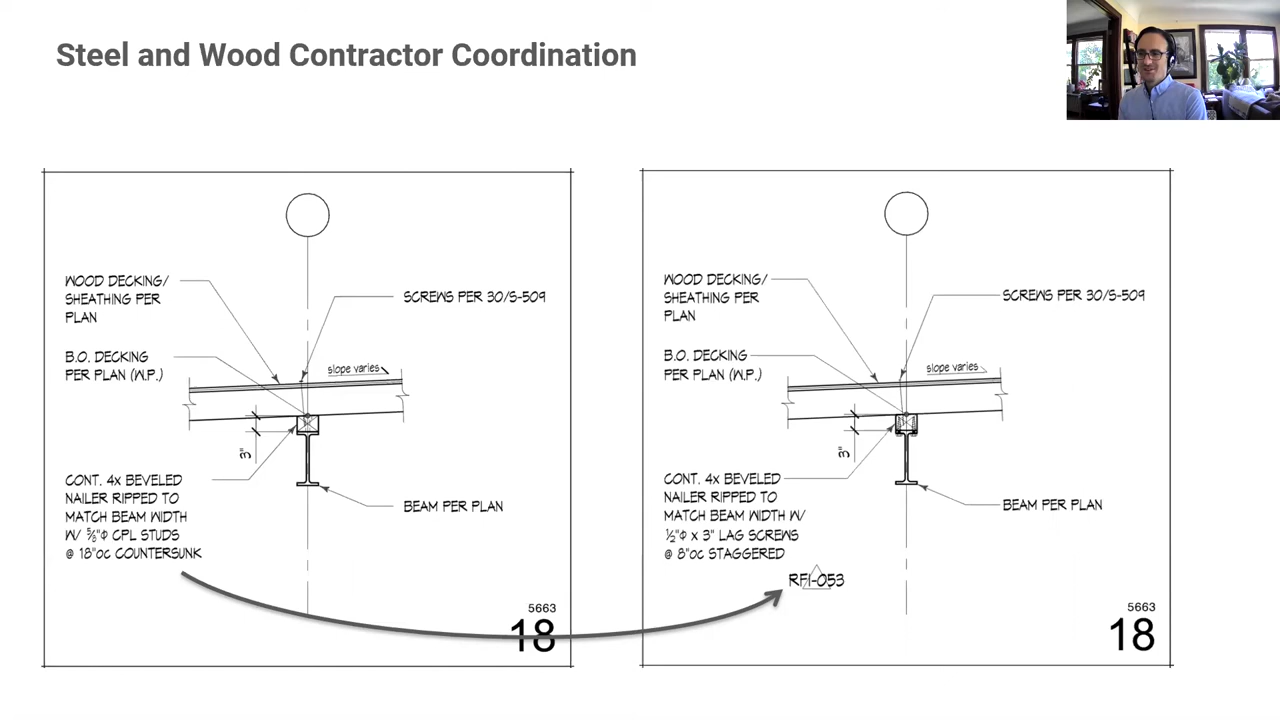 Steel and Wood Contractor Coordination
WOOD DECKING/
SHEATHING PER
PLAN
SCREWS PER 30/S-509
B.O. DECKING
PER PLAN (W.P.)
slope varies
3"
CONT. 4x BEVELED
NAILER RIPPED TO
MATCH BEAM WIDTH
W/ ⅝"Φ CPL STUDS
@ 18"oc COUNTERSUNK
BEAM PER PLAN
5663
18
WOOD DECKING/
SHEATHING PER
PLAN
SCREWS PER 30/S-509
B.O. DECKING
PER PLAN (W.P.)
slope varies
3"
CONT. 4x BEVELED
NAILER RIPPED TO
MATCH BEAM WIDTH W/
½"Φ x 3" LAG SCREWS
@ 8"oc STAGGERED
RFI-053
BEAM PER PLAN
5663
18